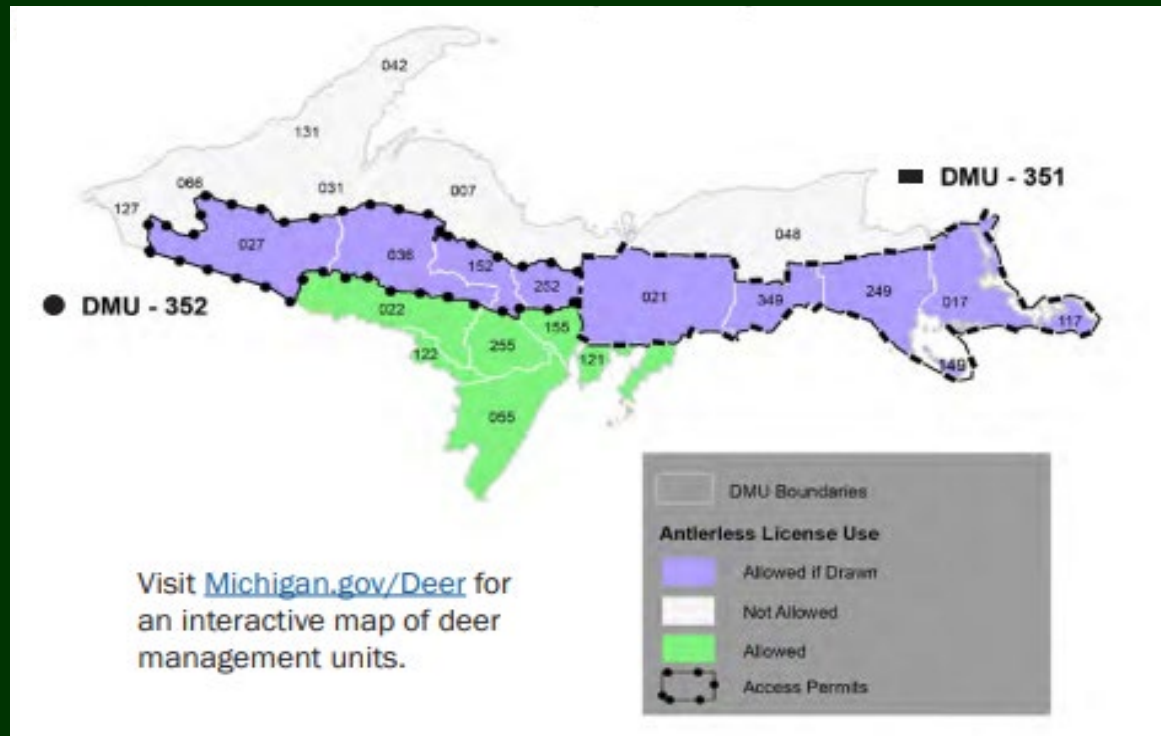 042
131
066
031
007
127
DMU - 351
048
027
036
152
252
021
349
249
017
117
149
DMU - 352
022
155
122
255
121
055
DMU Boundaries
Antlerless License Use
Allowed if Drawn
Not Allowed
Allowed
Access Permits
Visit Michigan.gov/Deer for
an interactive map of deer
management units.